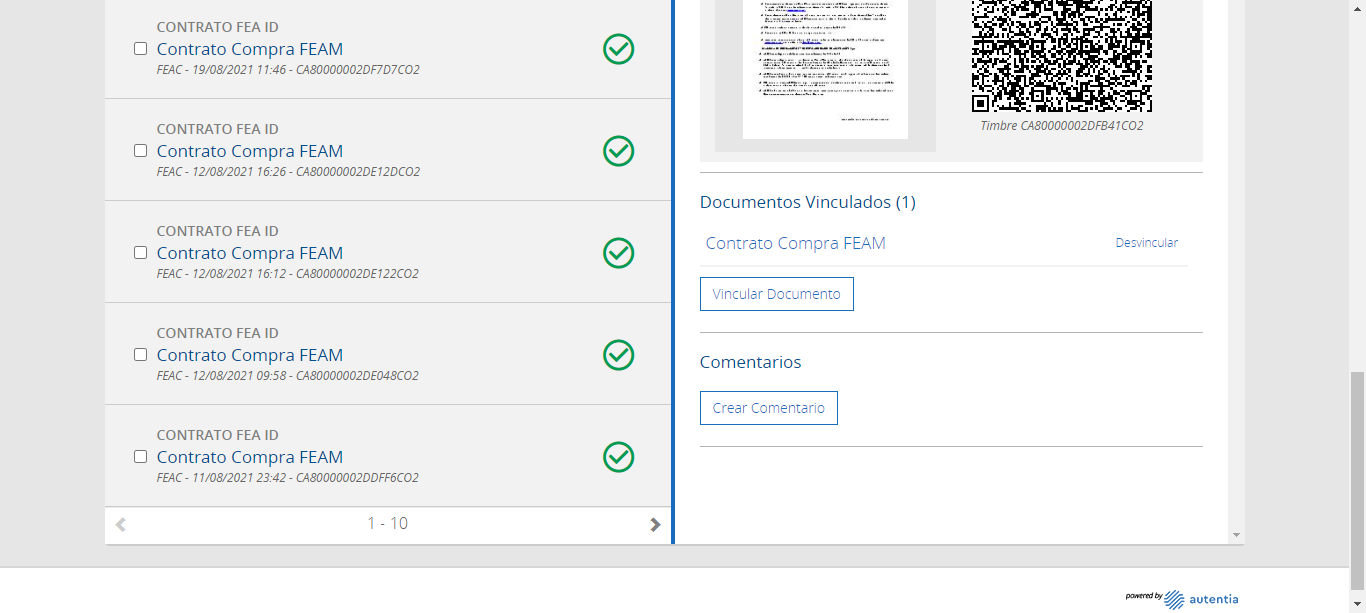 CONTRATO FEA ID
Contrato Compra FEAM
FEAC - 19/08/2021 11:46 - CA80000002DF7D7CO2
CONTRATO FEA ID
Contrato Compra FEAM
FEAC - 12/08/2021 16:26 - CA80000002DE12DCO2
CONTRATO FEA ID
Contrato Compra FEAM
FEAC - 12/08/2021 16:12 - CA80000002DE122CO2
CONTRATO FEA ID
Contrato Compra FEAM
FEAC - 12/08/2021 09:58 - CA80000002DE048CO2
CONTRATO FEA ID
Contrato Compra FEAM
FEAC - 11/08/2021 23:42 - CA80000002DDFF6CO2
1 - 10
Timbre CA80000002DFB41CO2
Documentos Vinculados (1)
Contrato Compra FEAM
Desvincular
Vincular Documento
Comentarios
Crear Comentario
powered by autentia